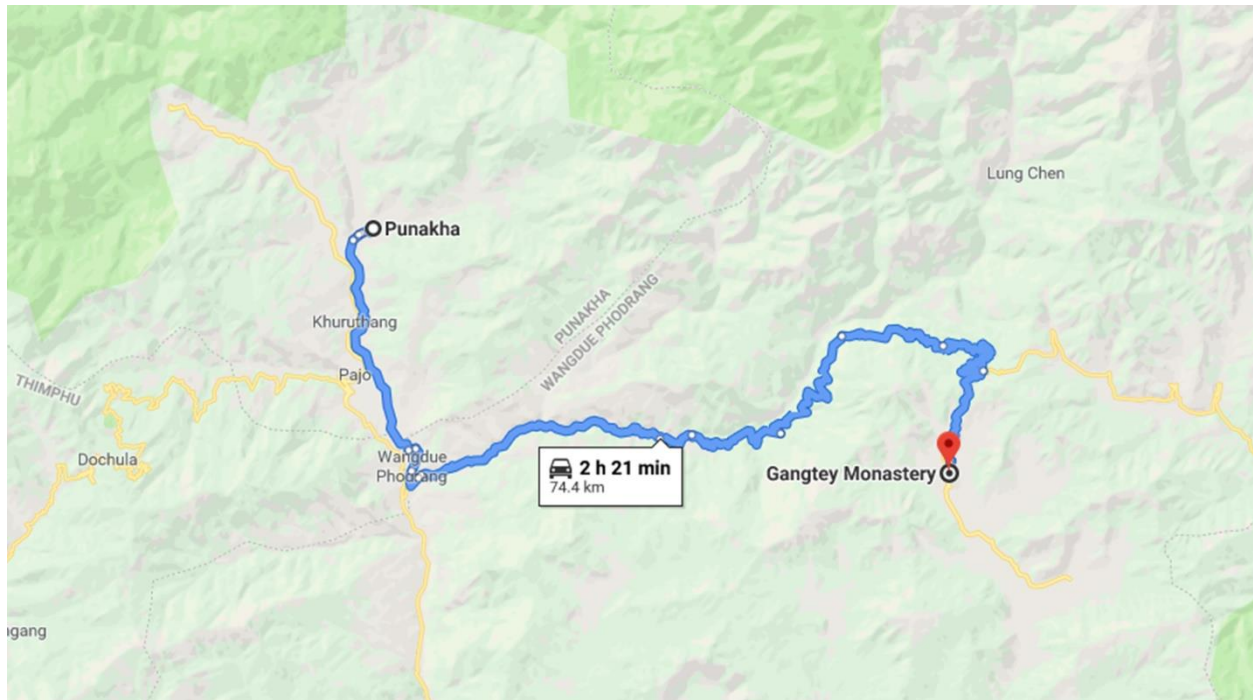 Lung Chen
Punakha
PUNAKHA
WANGDUE PHODRANG
Khuruthang
Pajo
THIMPHU
Dochula
Wangdue
Phodrang
2 h 21 min
74.4 km
Gangtey Monastery
ngang